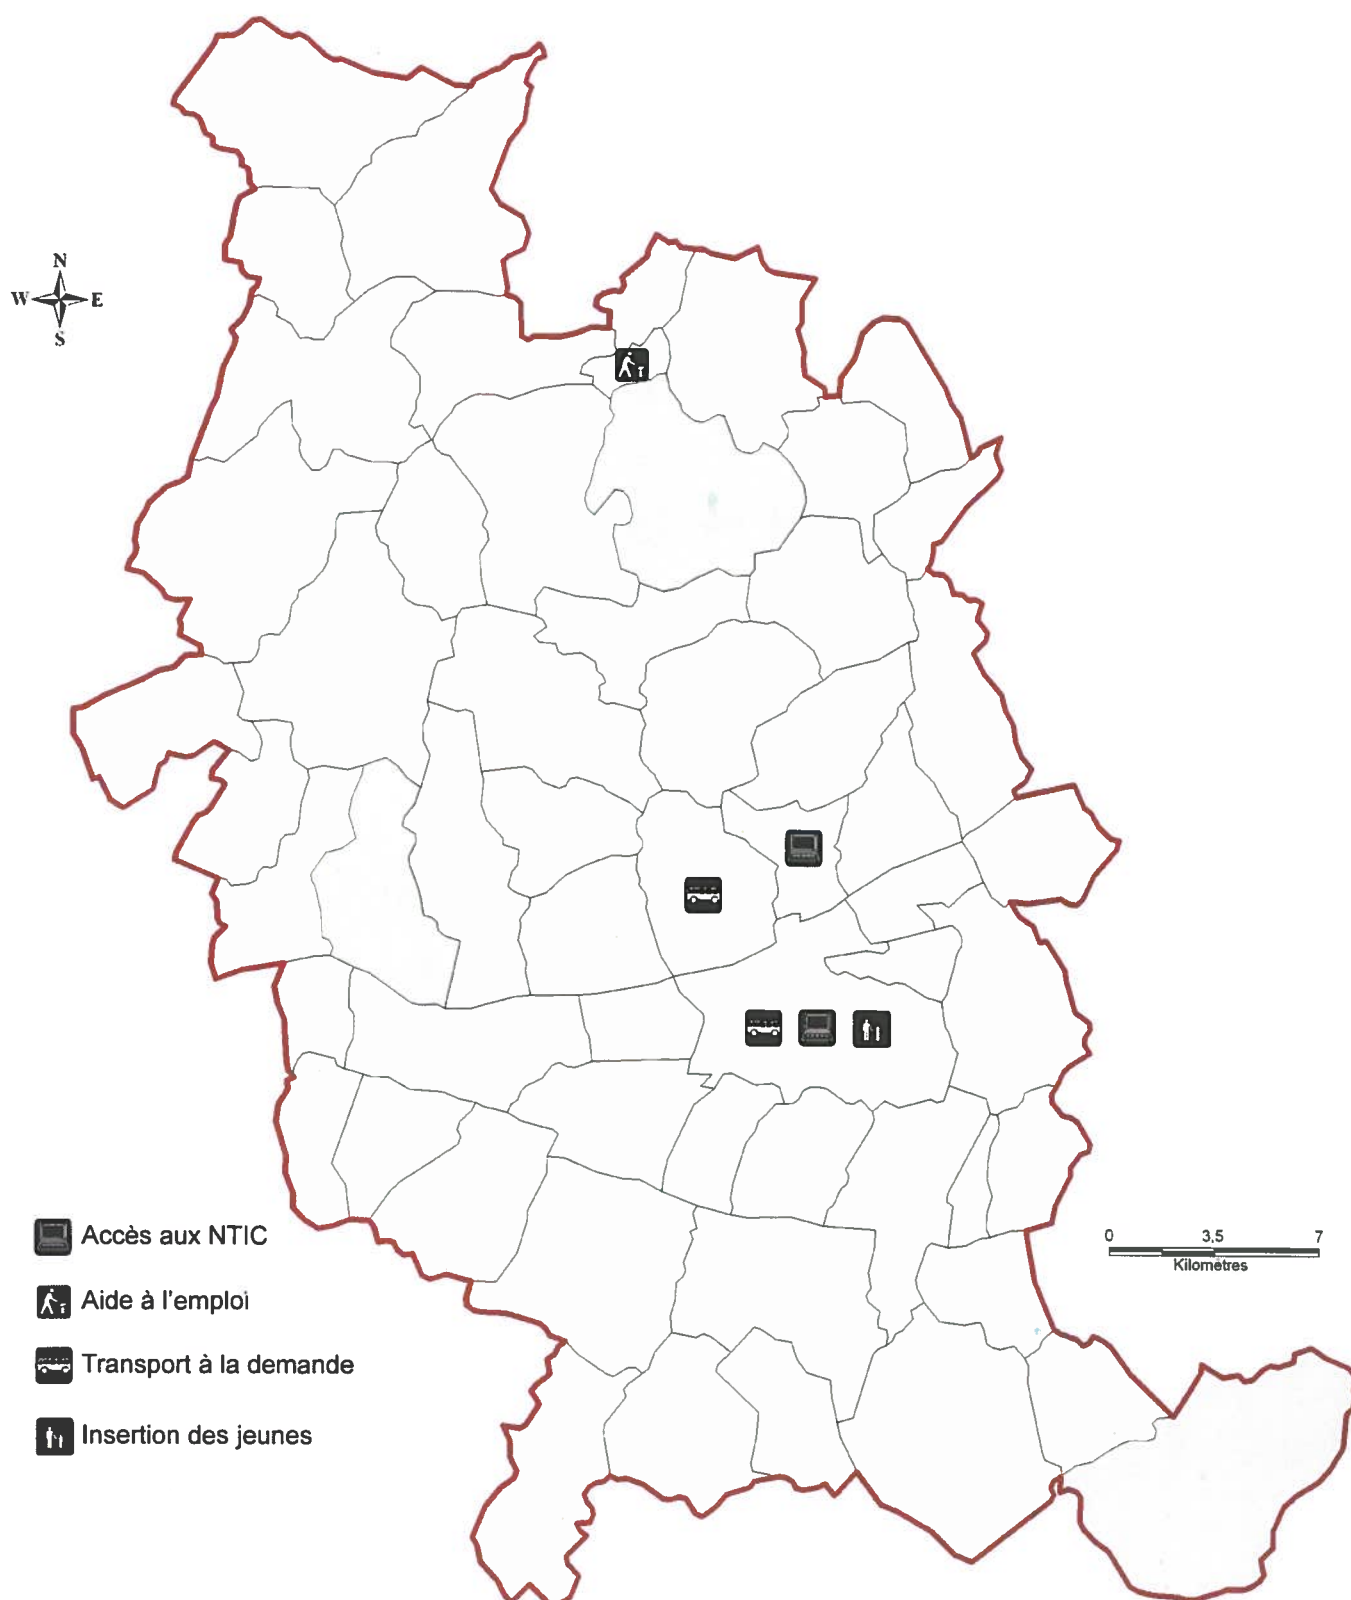 N
W E
S
Accès aux NTIC
Aide à l'emploi
Transport à la demande
Insertion des jeunes
0 3,5 7
Kilomètres